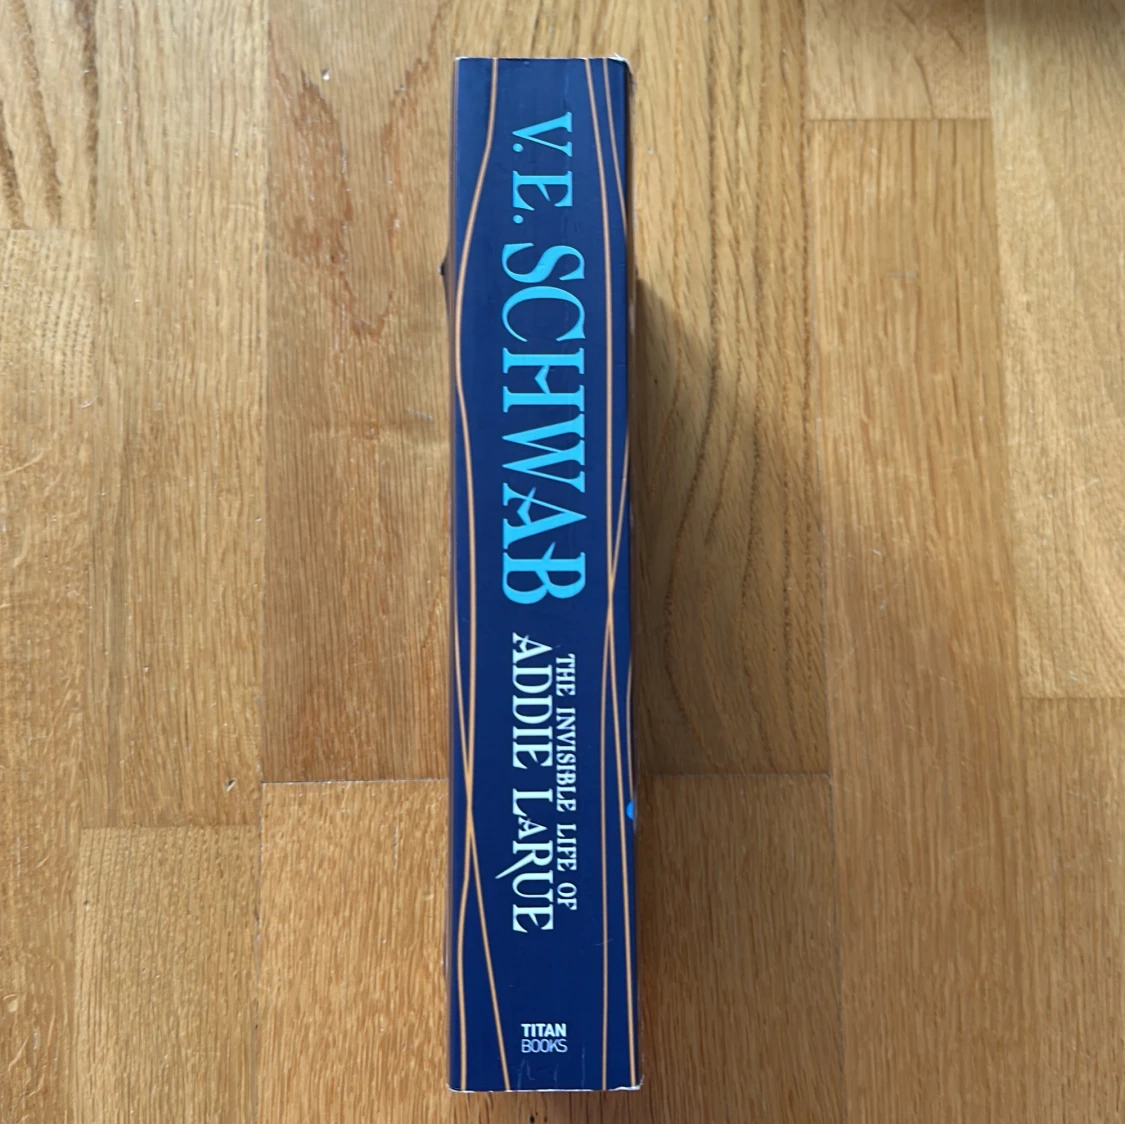 V. E. SCHWAB
THE INVISIBLE LIFE OF
ADDIE LARUE
TITAN
BOOKS